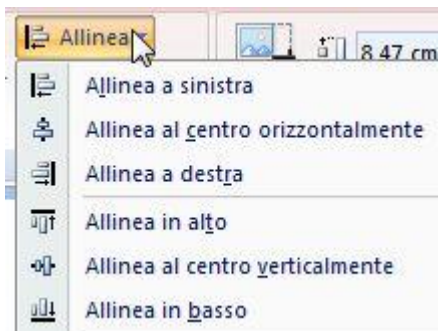 Allinea
8,47 cm
Allinea a sinistra
Allinea al centro orizzontalmente
Allinea a destra
Allinea in alto
Allinea al centro verticalmente
Allinea in basso